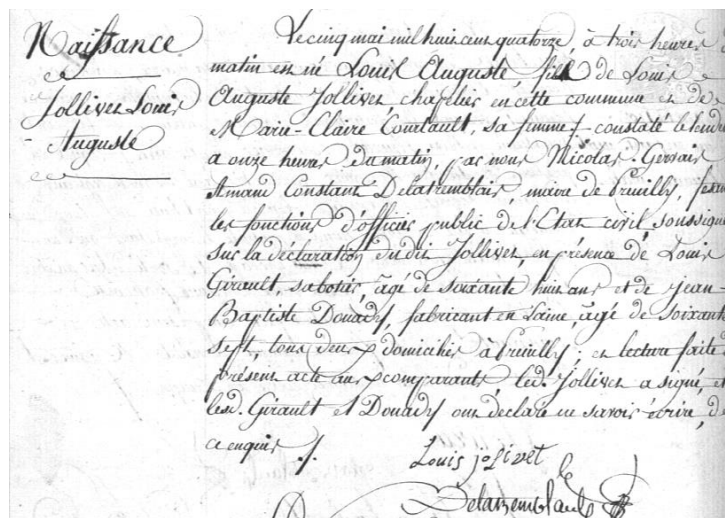 Naissance
Jollivet Louis
Auguste
Le cinq mai mil huit cent quatorze, à trois heures
matin est né Louis Auguste, fils de Louis
Auguste Jollivet, chapelier en cette commune et de
Marie-Claire Courtault, sa femme /. constaté le lendem
a onze heures du matin, par nous Nicolas Gervais
Amand Constant Delatremblais, maire de Preuilly, fesant
les fonctions d'officier public de l'Etat civil soussigné
sur la déclaration dudit Jollivet, en présence de Louis
Girault, sabotier, âgé de soixante huit ans et de Jean-
Baptiste Douady, fabricant en laine, âgé de soixante
sept, tous deux domiciliés à Preuilly ; et lecture faite d
présent acte aux comparants led. Jollivet a signé, et
lesd. Girault et Douady ont déclaré ne savoir écrire, de
ce enquis /.
Louis jolivet
Delatremblais